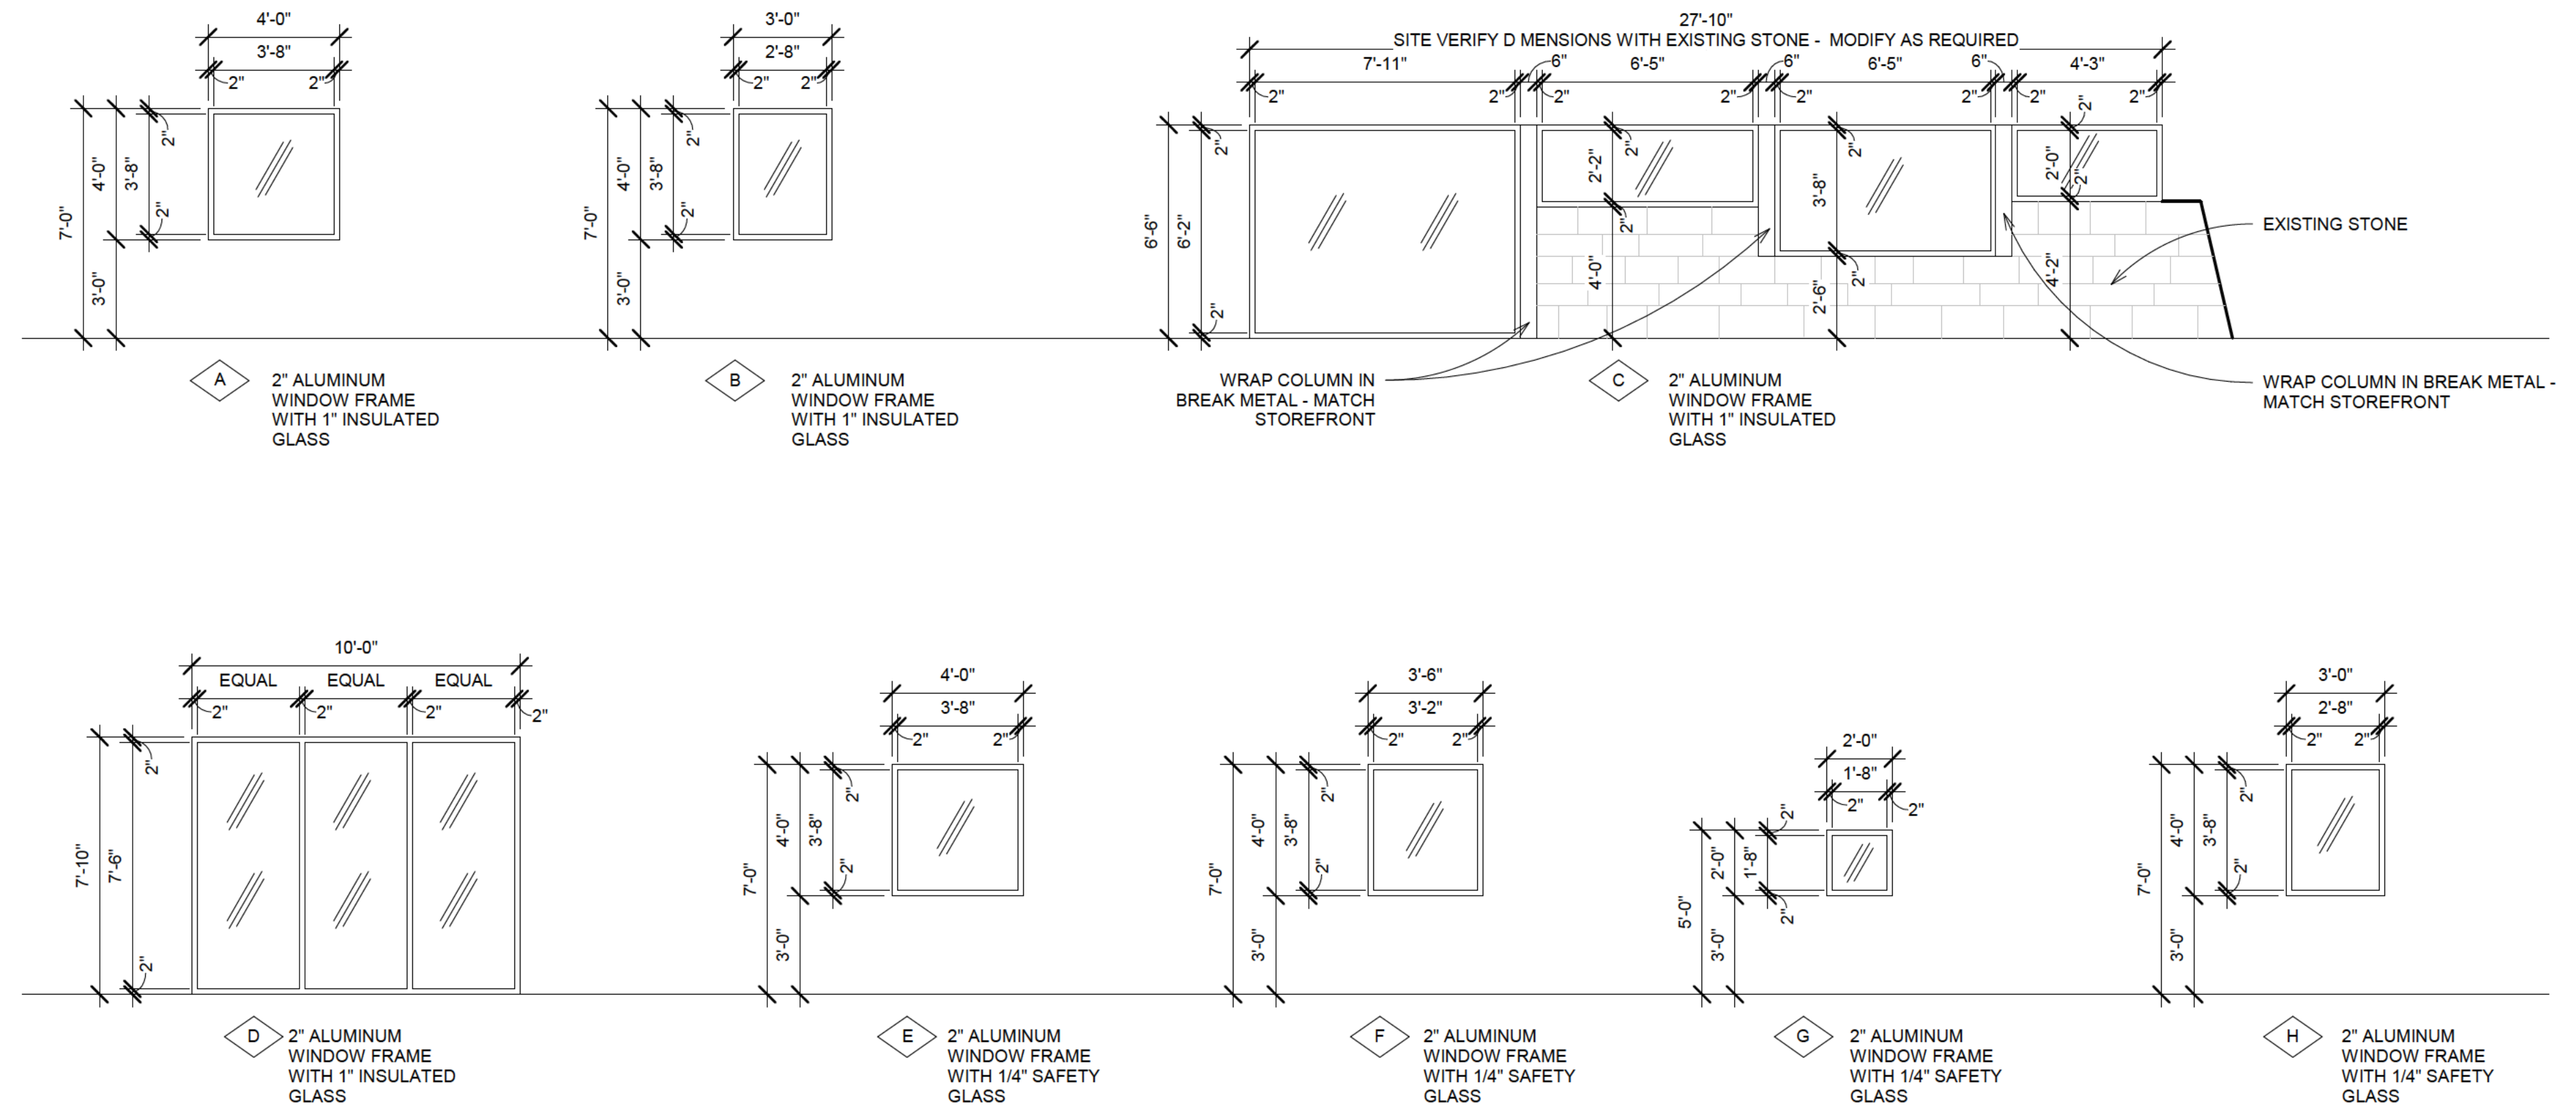 4'-0"
3'-8"
2" 2"
7'-0"
4'-0"
3'-8"
2"
2"
3'-0"
A
2" ALUMINUM
WINDOW FRAME
WITH 1" INSULATED
GLASS
3'-0"
2'-8"
2" 2"
7'-0"
4'-0"
3'-8"
2"
2"
3'-0"
B
2" ALUMINUM
WINDOW FRAME
WITH 1" INSULATED
GLASS
27'-10"
SITE VERIFY D MENSIONS WITH EXISTING STONE - MODIFY AS REQUIRED
7'-11" 6" 6'-5" 6" 6'-5" 6" 4'-3"
2" 2" 2" 2" 2" 2" 2" 2"
6'-6"
6'-2"
2"
2"
2'-2"
2"
2"
4'-0"
3'-8"
2"
2"
2'-6"
2"
2'-0"
2"
4'-2"
EXISTING STONE
WRAP COLUMN IN
BREAK METAL - MATCH
STOREFRONT
C
2" ALUMINUM
WINDOW FRAME
WITH 1" INSULATED
GLASS
WRAP COLUMN IN BREAK METAL -
MATCH STOREFRONT
10'-0"
EQUAL EQUAL EQUAL
2" 2" 2" 2"
7'-10"
7'-6"
2"
2"
D
2" ALUMINUM
WINDOW FRAME
WITH 1" INSULATED
GLASS
4'-0"
3'-8"
2" 2"
7'-0"
4'-0"
3'-8"
2"
2"
3'-0"
E
2" ALUMINUM
WINDOW FRAME
WITH 1/4" SAFETY
GLASS
3'-6"
3'-2"
2" 2"
7'-0"
4'-0"
3'-8"
2"
2"
3'-0"
F
2" ALUMINUM
WINDOW FRAME
WITH 1/4" SAFETY
GLASS
2'-0"
1'-8"
2" 2"
5'-0"
2'-0"
1'-8"
2"
2"
3'-0"
G
2" ALUMINUM
WINDOW FRAME
WITH 1/4" SAFETY
GLASS
3'-0"
2'-8"
2" 2"
7'-0"
4'-0"
3'-8"
2"
2"
3'-0"
H
2" ALUMINUM
WINDOW FRAME
WITH 1/4" SAFETY
GLASS